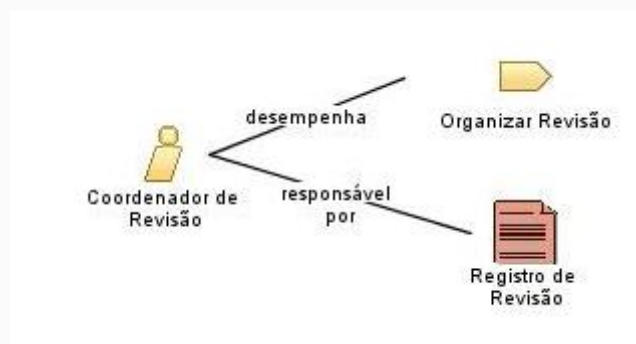 desempenha
Organizar Revisão
Coordenador de
Revisão
responsável
por
Registro de
Revisão